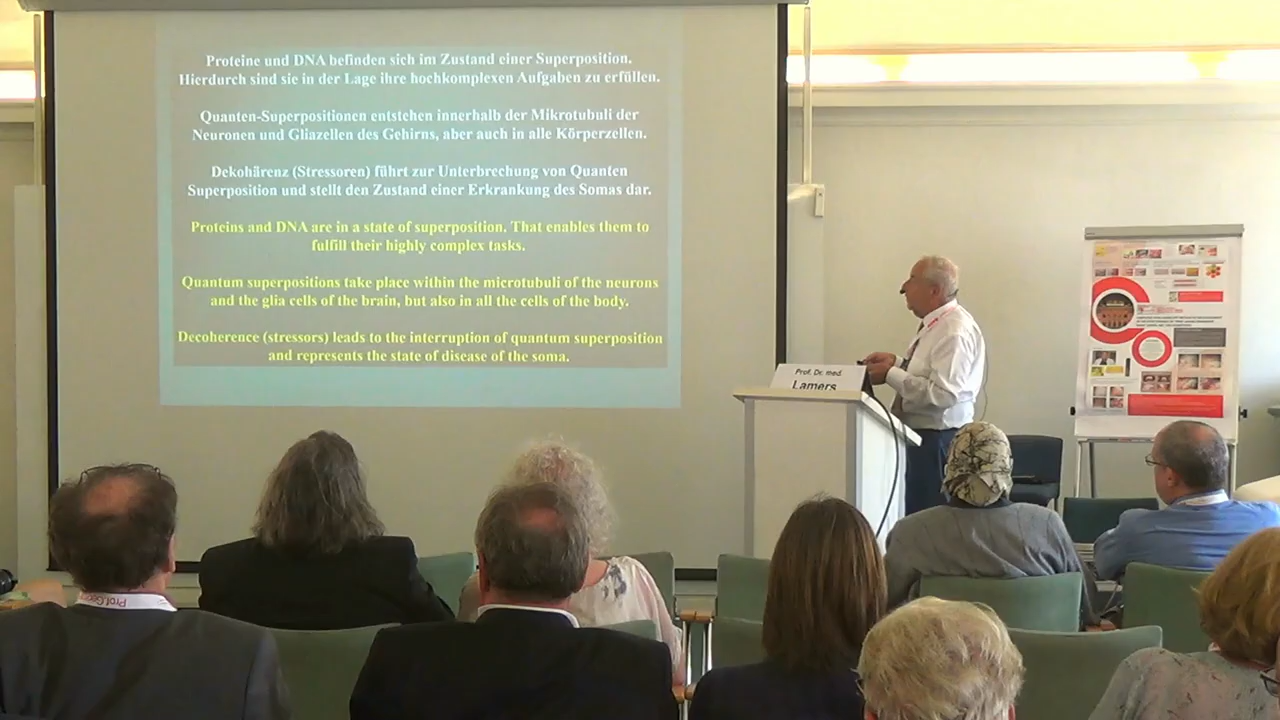 Proteine und DNA befinden sich im Zustand einer Superposition.
Hierdurch sind sie in der Lage ihre hochkomplexen Aufgaben zu erfüllen.
Quanten-Superpositionen entstehen innerhalb der Mikrotubuli der
Neuronen und Gliazellen des Gehirns, aber auch in alle Körperzellen.
Dekohärenz (Stressoren) führt zur Unterbrechung von Quanten
Superposition und stellt den Zustand einer Erkrankung des Somas dar.
Proteins and DNA are in a state of superposition. That enables them to
fulfill their highly complex tasks.
Quantum superpositions take place within the microtubuli of the neurons
and the glia cells of the brain, but also in all the cells of the body.
Decoherence (stressors) leads to the interruption of quantum superposition
and represents the state of disease of the soma.
Prof. Dr. med.
Lamers